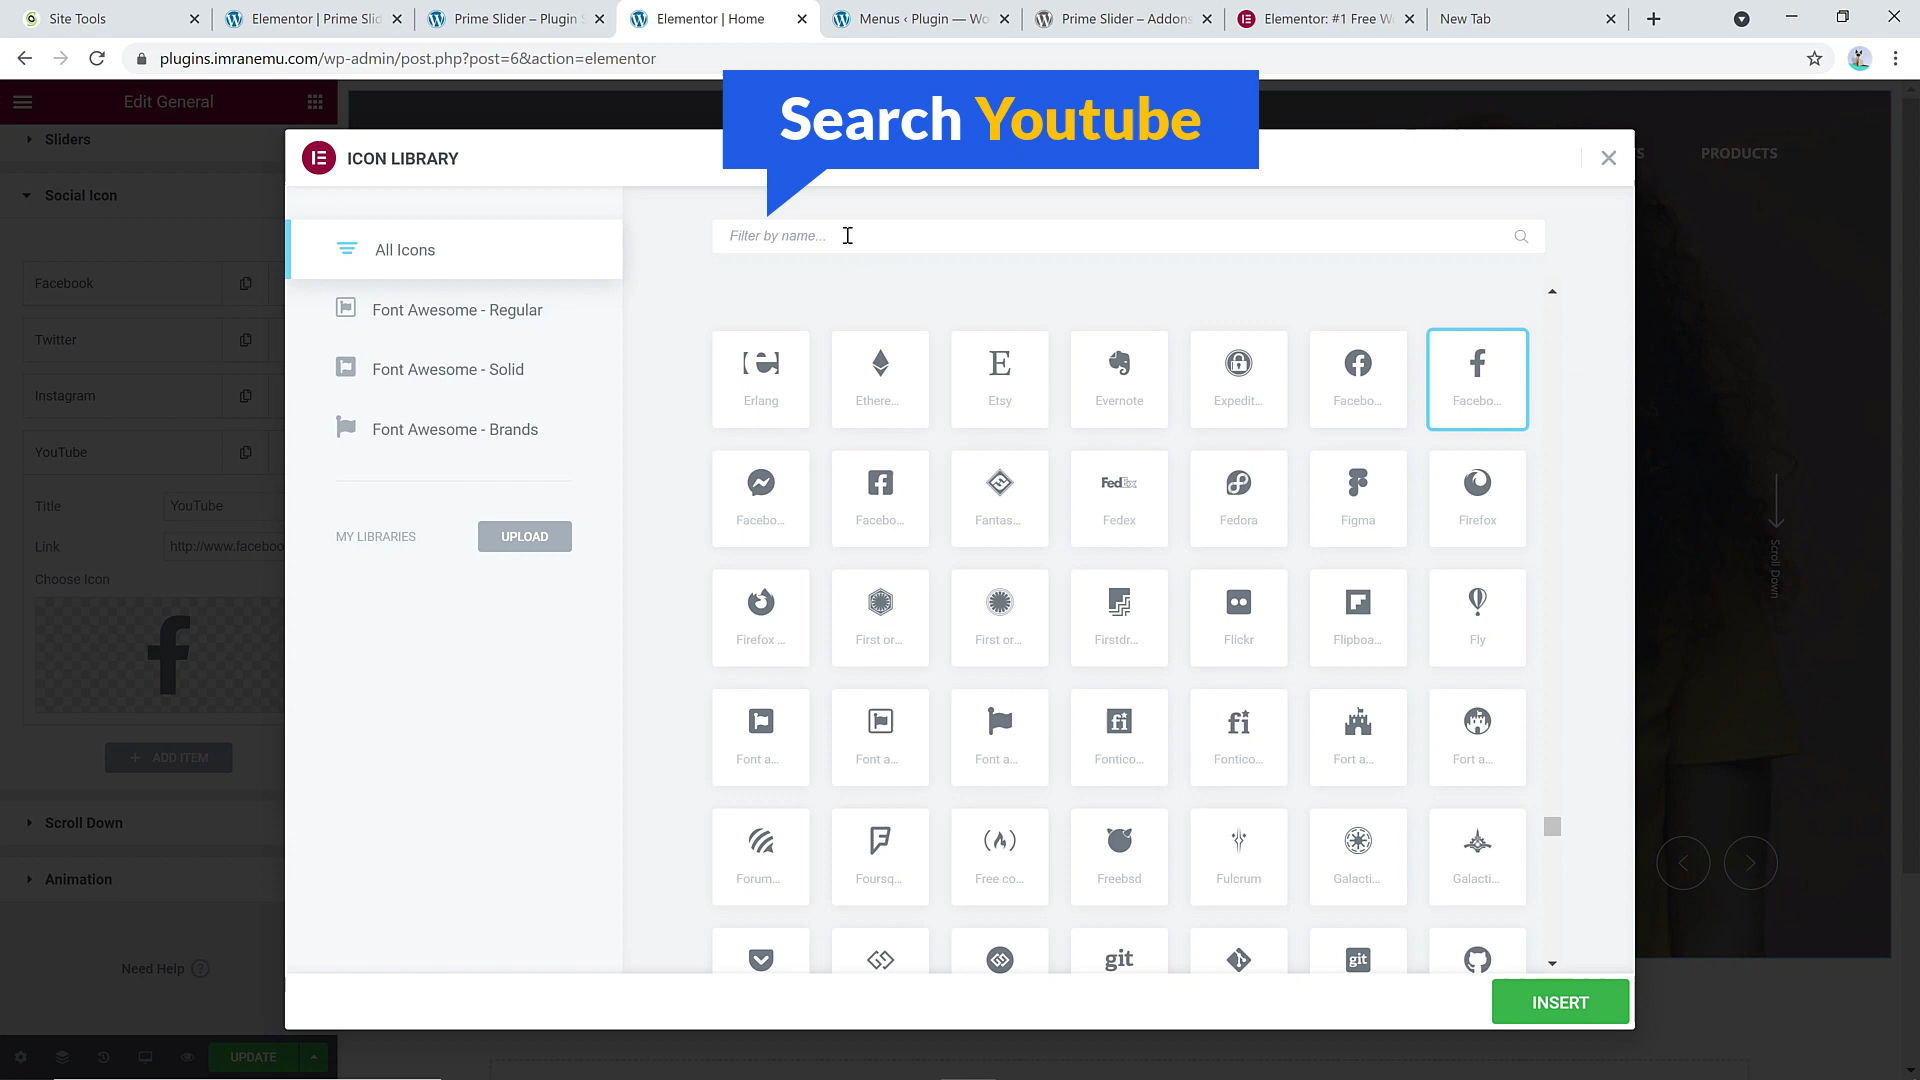 Site Tools
Elementor | Prime Slid
Prime Slider – Plugin S
Elementor | Home
Menus ‹ Plugin — Wo
Prime Slider – Addons
Elementor: #1 Free W
New Tab
plugins.imranemu.com/wp-admin/post.php?post=6&action=elementor
Search Youtube
Edit General
Sliders
ICON LIBRARY
PRODUCTS
Social Icon
Filter by name...
All Icons
Facebook
Font Awesome - Regular
Twitter
Font Awesome - Solid
Instagram
Font Awesome - Brands
YouTube
Title
YouTube
Link
http://www.faceboo
Choose Icon
MY LIBRARIES
UPLOAD
Erlang
Ethere...
Etsy
Evernote
Expedit...
Facebo...
Facebo...
Facebo...
Facebo...
Fantas...
FedEx
Fedex
Fedora
Figma
Firefox
Scroll Down
Firefox ...
First or...
First or...
Firstdr...
Flickr
Flipboa...
Fly
Font a...
Font a...
Font a...
Fontico...
Fontico...
Fort a...
Fort a...
ADD ITEM
Scroll Down
Forum...
Foursq...
Free co...
Freebsd
Fulcrum
Galacti...
Galacti...
Animation
git
git
Need Help
INSERT
UPDATE